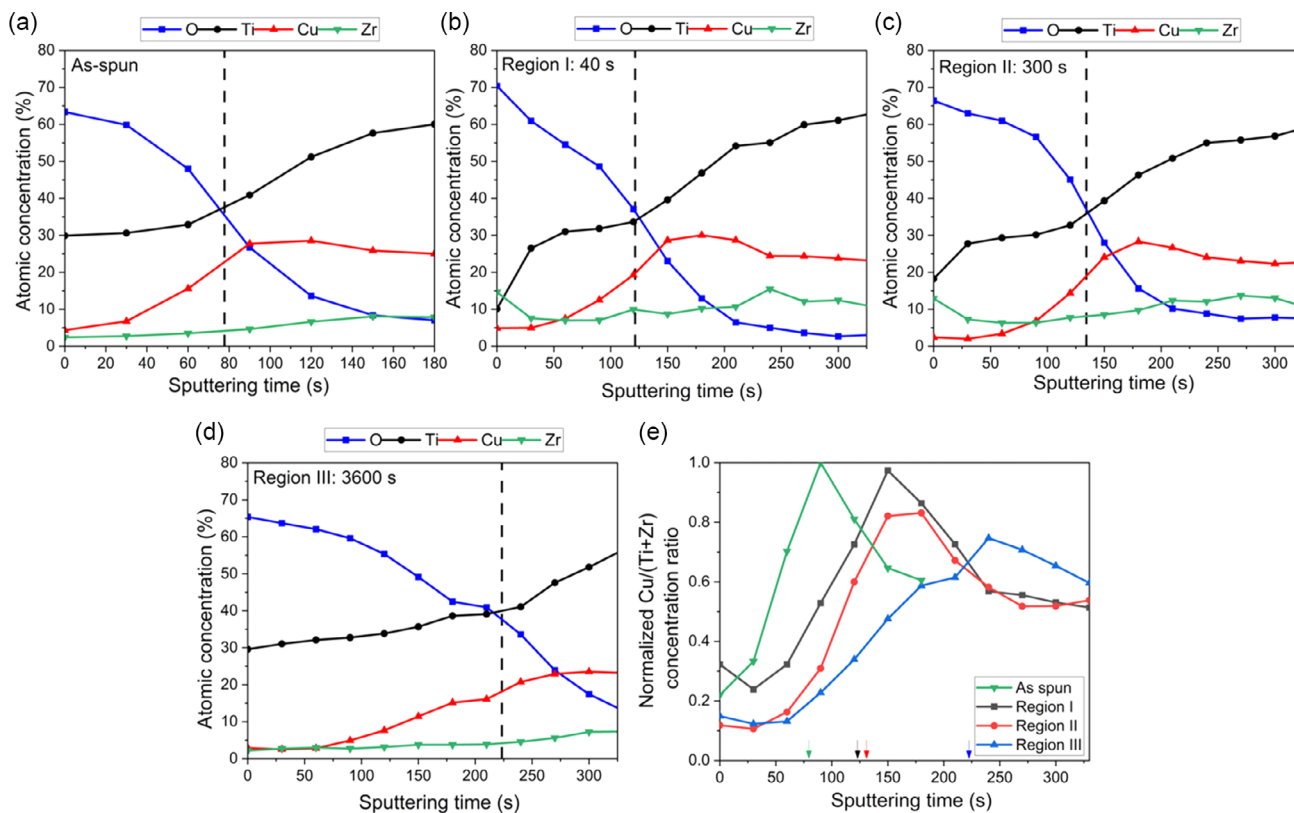 (a)
O Ti Cu Zr
As-spun
80
70
60
50
40
30
20
10
0
Atomic concentration (%)
0 20 40 60 80 100 120 140 160 180
Sputtering time (s)
(b)
O Ti Cu Zr
Region I: 40 s
80
70
60
50
40
30
20
10
0
Atomic concentration (%)
0 50 100 150 200 250 300
Sputtering time (s)
(c)
O Ti Cu Zr
Region II: 300 s
80
70
60
50
40
30
20
10
0
Atomic concentration (%)
0 50 100 150 200 250 300
Sputtering time (s)
(d)
O Ti Cu Zr
Region III: 3600 s
80
70
60
50
40
30
20
10
0
Atomic concentration (%)
0 50 100 150 200 250 300
Sputtering time (s)
(e)
1.0
0.8
0.6
0.4
0.2
0.0
Normalized Cu/(Ti+Zr)
concentration ratio
As spun
Region I
Region II
Region III
0 50 100 150 200 250 300
Sputtering time (s)